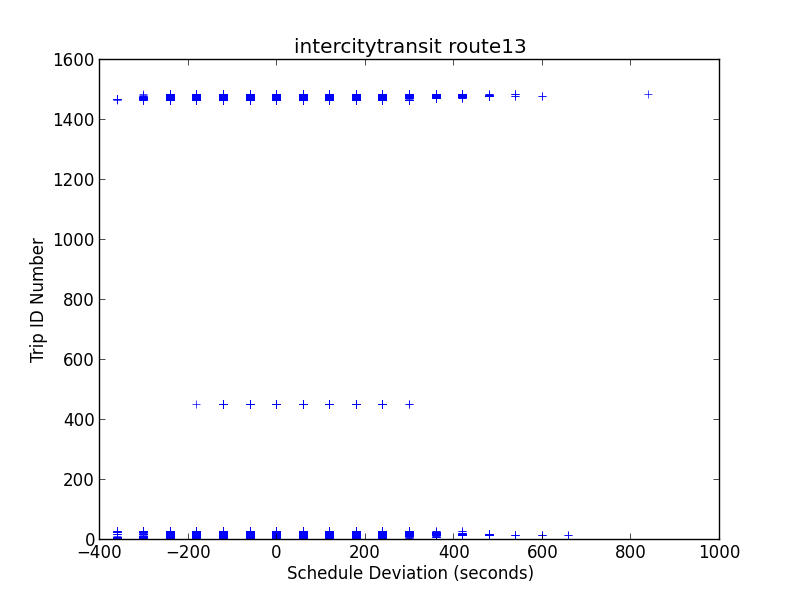 intercitytransit route13
1600
1400
1200
1000
800
600
400
200
0
Trip ID Number
−400 −200 0 200 400 600 800 1000
Schedule Deviation (seconds)